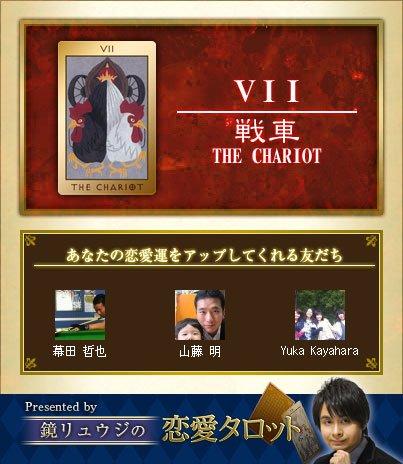 VII
THE CHARIOT
VII
戦車
THE CHARIOT
あなたの恋愛運をアップしてくれる友だち
幕田 哲也
山藤 明
Yuka Kayahara
Presented by
鏡リュウジの
恋愛タロット